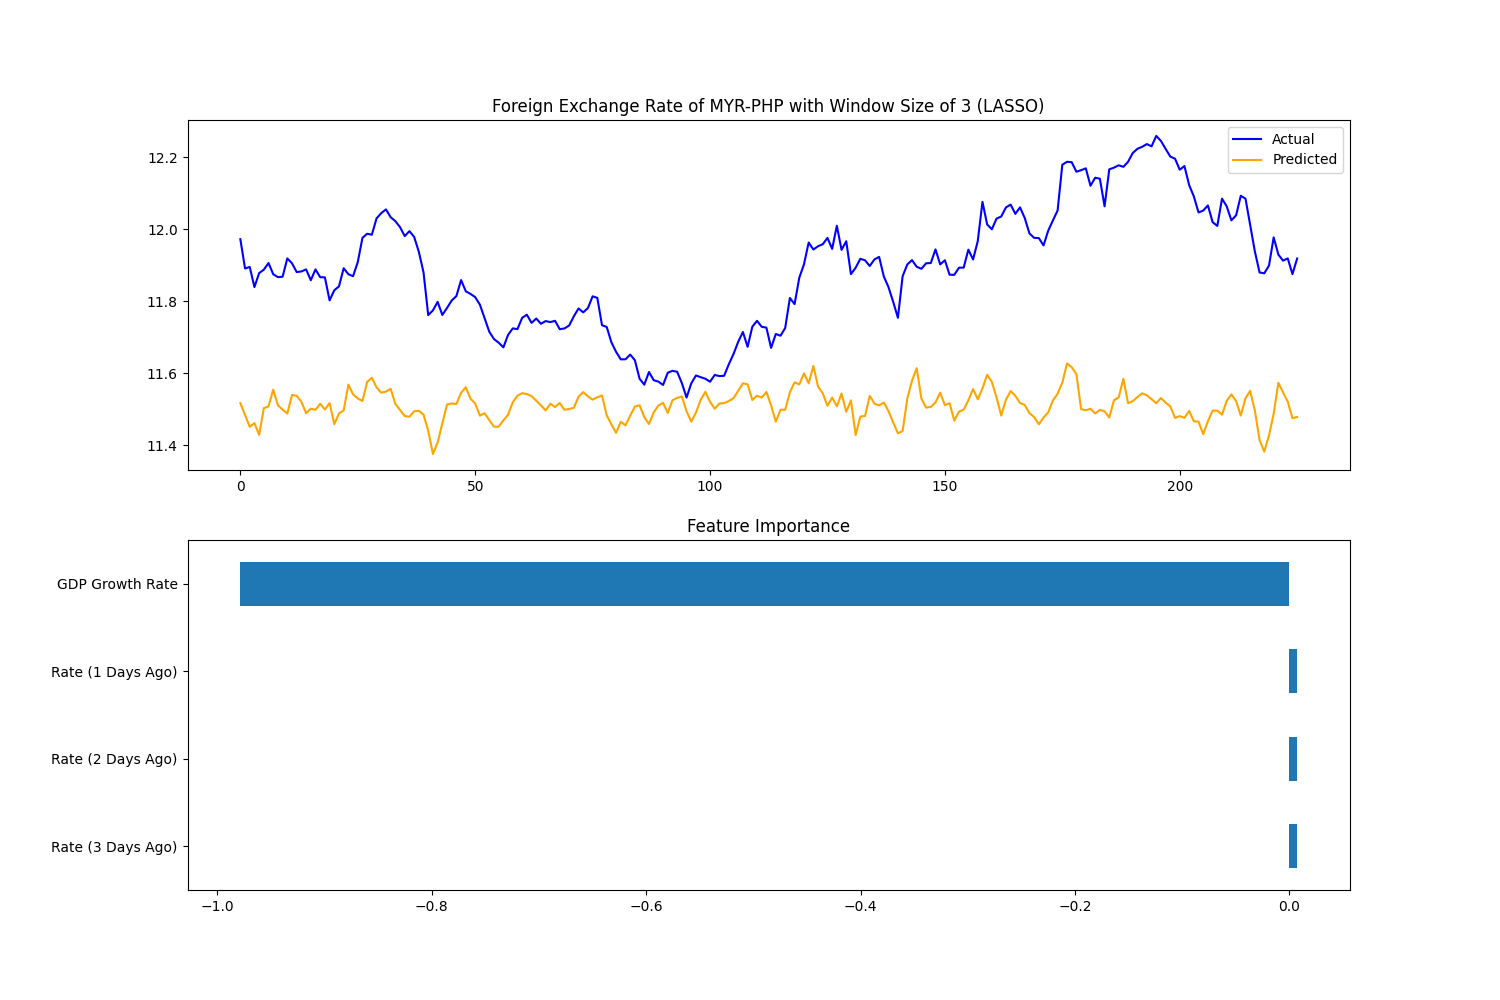 Foreign Exchange Rate of MYR-PHP with Window Size of 3 (LASSO)
Actual
Predicted
12.2
12.0
11.8
11.6
11.4
0 50 100 150 200
Feature Importance
GDP Growth Rate
Rate (1 Days Ago)
Rate (2 Days Ago)
Rate (3 Days Ago)
−1.0 −0.8 −0.6 −0.4 −0.2 0.0